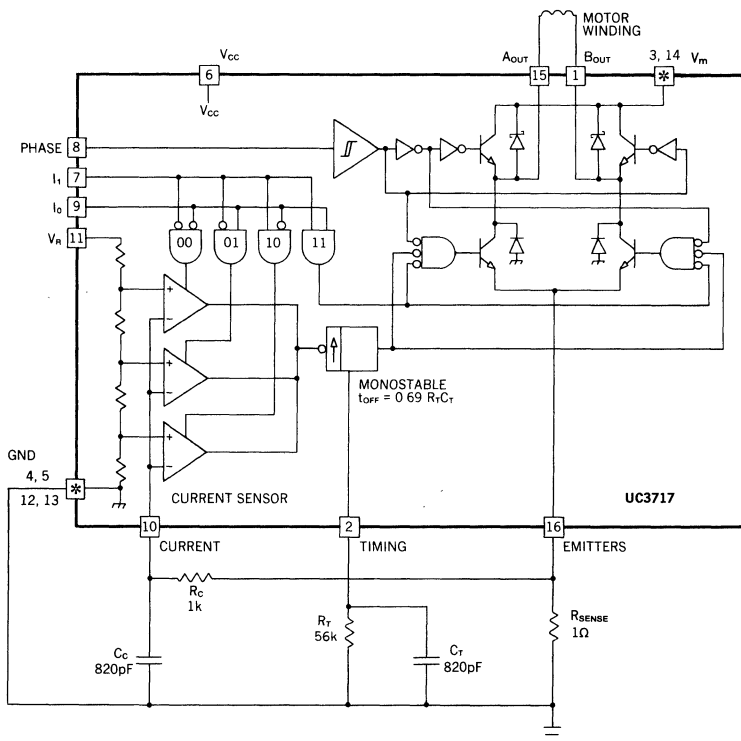 MOTOR
WINDING
VCC
AOUT
BOUT
3, 14
Vm
6
15
1
*
VCC
PHASE
8
I1
7
I0
9
VR
11
00
01
10
11
+
−
+
−
+
−
MONOSTABLE
tOFF = 0 69 RTCT
GND
4, 5
12, 13
*
CURRENT SENSOR
UC3717
10
2
16
CURRENT
TIMING
EMITTERS
RC
1k
RT
56k
RSENSE
1Ω
CC
820pF
CT
820pF